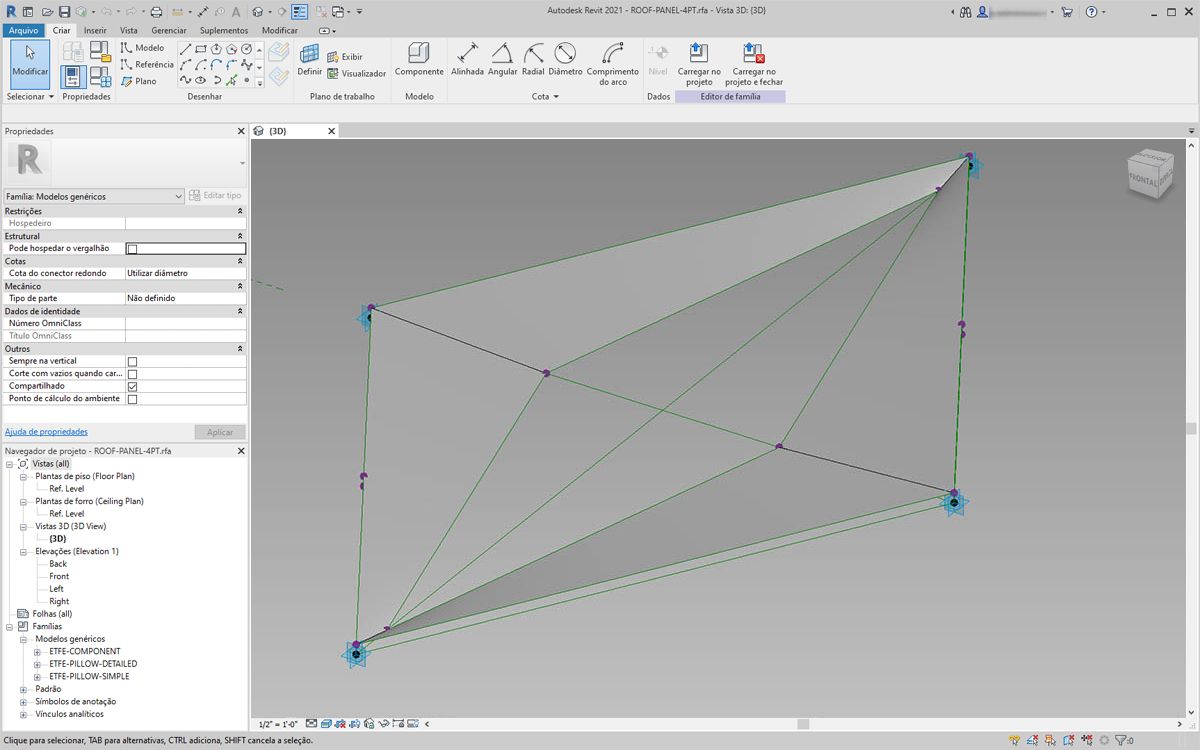 Autodesk Revit 2021 - ROOF-PANEL-4PT.rfa - Vista 3D: {3D}
Arquivo Criar Inserir Vista Gerenciar Suplementos Modificar
Modificar
Modelo
Referência
Plano
Definir
Exibir
Visualizador
Componente
Alinhada Angular Radial Diâmetro Comprimento do arco
Nível
Carregar no projeto
Carregar no projeto e fechar
Selecionar Propriedades Desenhar Plano de trabalho Modelo Cota Dados Editor de família
Propriedades
{3D}
R
Família: Modelos genéricos
Editar tipo
Restrições
Hospedeiro
Estrutural
Pode hospedar o vergalhão
Cotas
Cota do conector redondo Utilizar diâmetro
Mecânico
Tipo de parte Não definido
Dados de identidade
Número OmniClass
Título OmniClass
Outros
Sempre na vertical
Corte com vazios quando car...
Compartilhado
Ponto de cálculo do ambiente
Ajuda de propriedades
Aplicar
Navegador de projeto - ROOF-PANEL-4PT.rfa
Vistas (all)
Plantas de piso (Floor Plan)
Ref. Level
Plantas de forro (Ceiling Plan)
Ref. Level
Vistas 3D (3D View)
{3D}
Elevações (Elevation 1)
Back
Front
Left
Right
Folhas (all)
Famílias
Modelos genéricos
ETFE-COMPONENT
ETFE-PILLOW-DETAILED
ETFE-PILLOW-SIMPLE
Padrão
Símbolos de anotação
Vínculos analíticos
FRONTAL
1/2" = 1'-0"
Clique para selecionar, TAB para alternativas, CTRL adiciona, SHIFT cancela a seleção.
:0